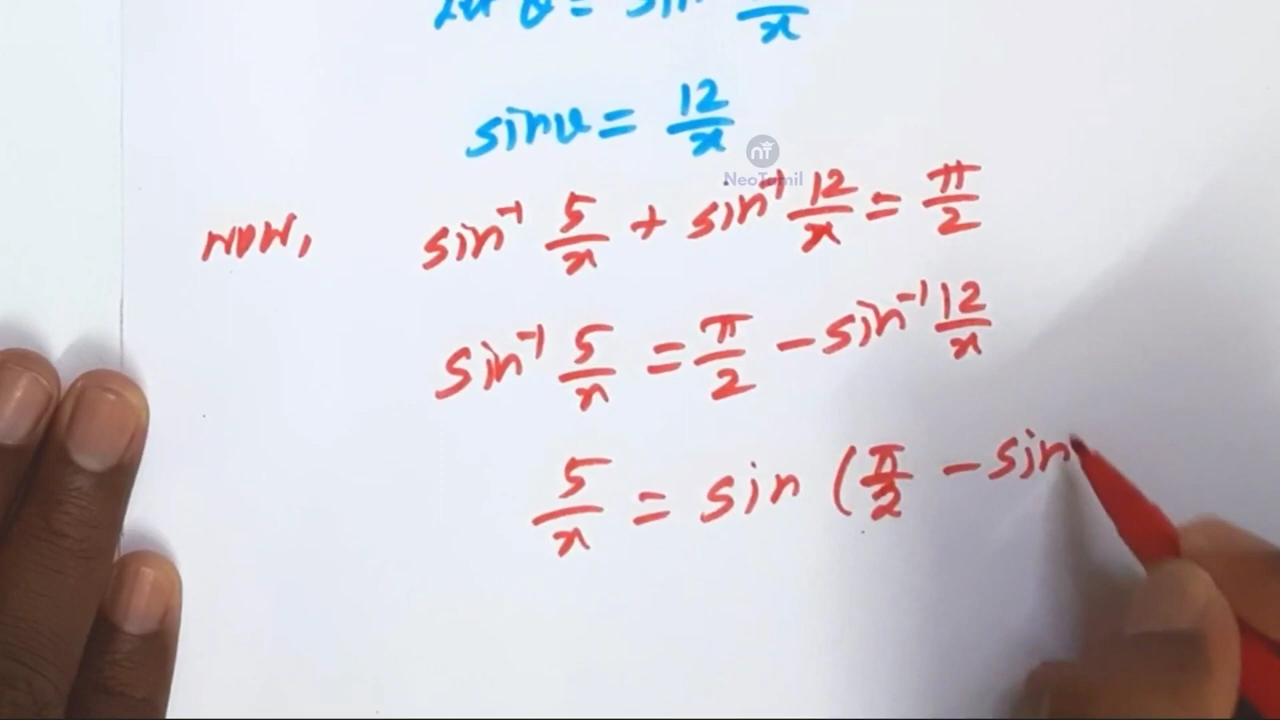 sinv = 12/x
NeoTamil
Now, sin⁻¹ 5/x + sin⁻¹ 12/x = π/2
sin⁻¹ 5/x = π/2 - sin⁻¹ 12/x
5/x = sin (π/2 - sin